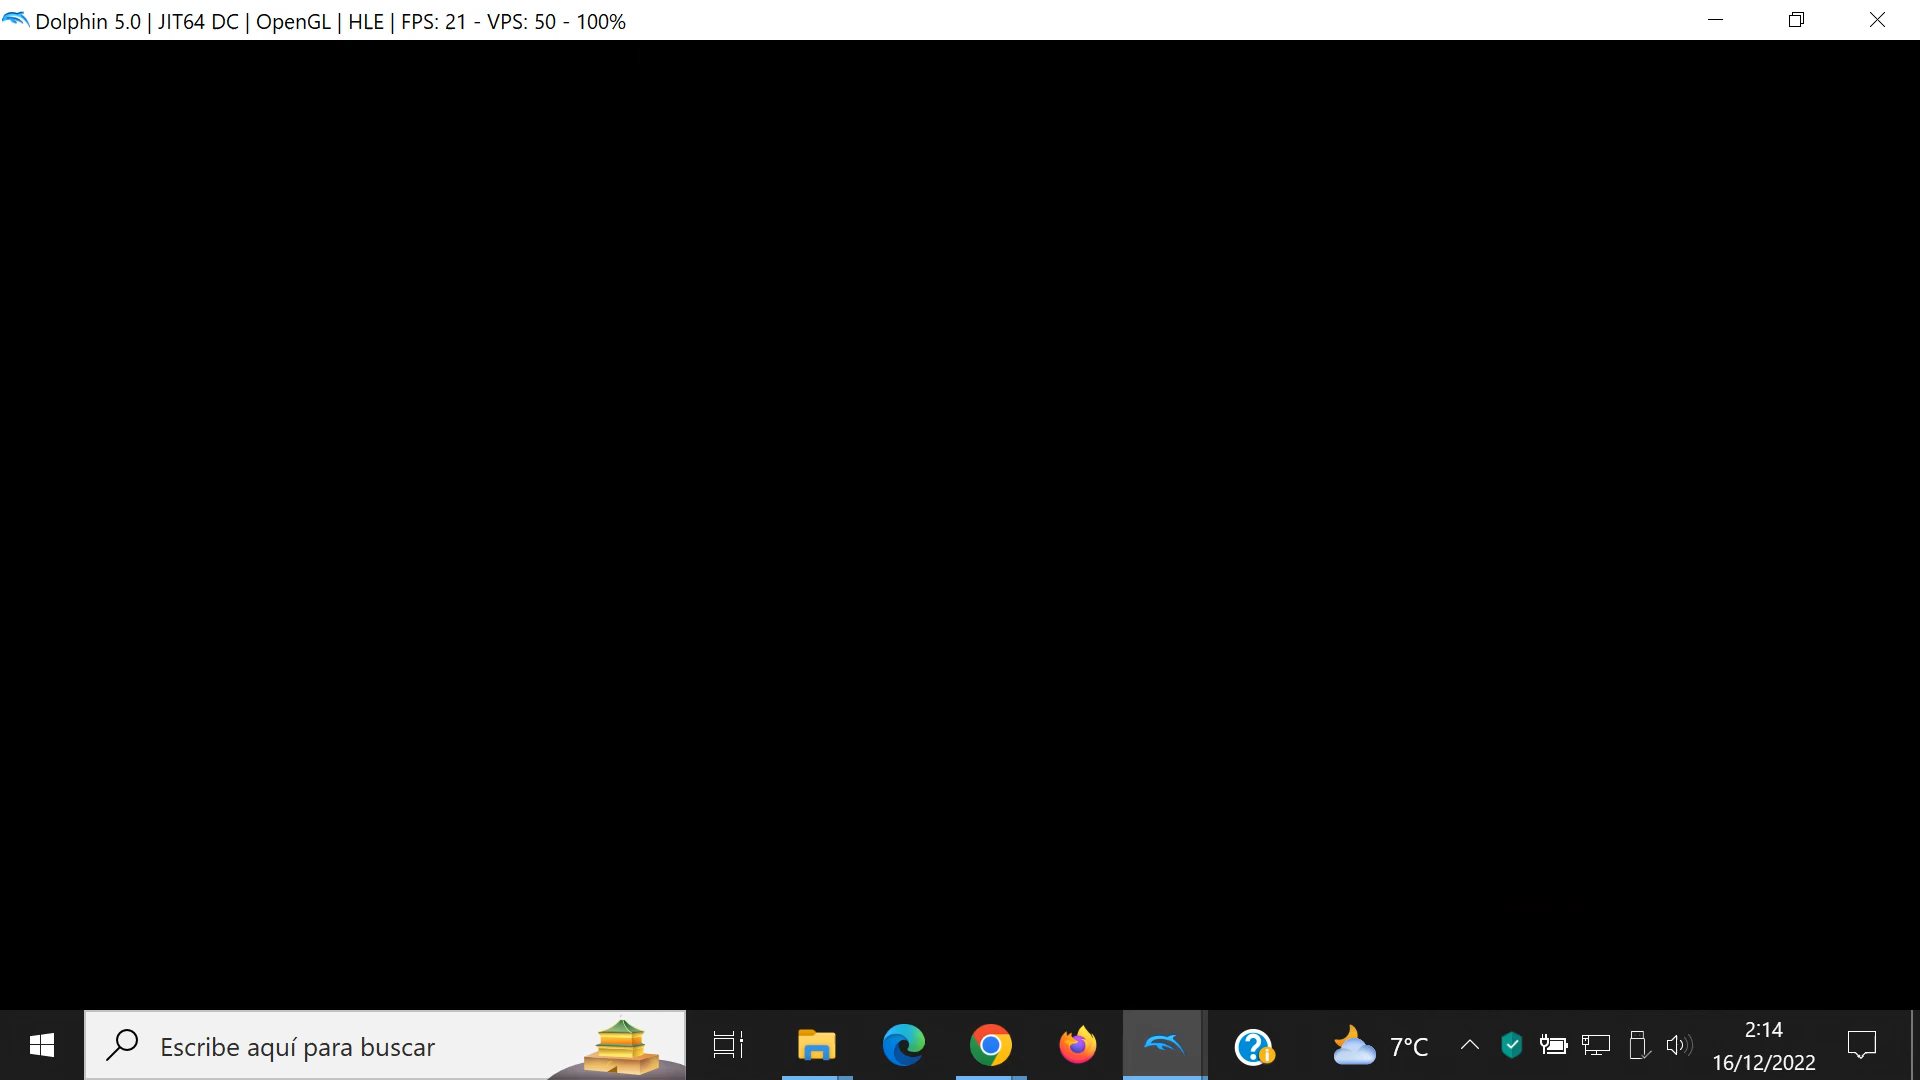 Dolphin 5.0 | JIT64 DC | OpenGL | HLE | FPS: 21 - VPS: 50 - 100%
Escribe aquí para buscar
7°C
2:14
16/12/2022